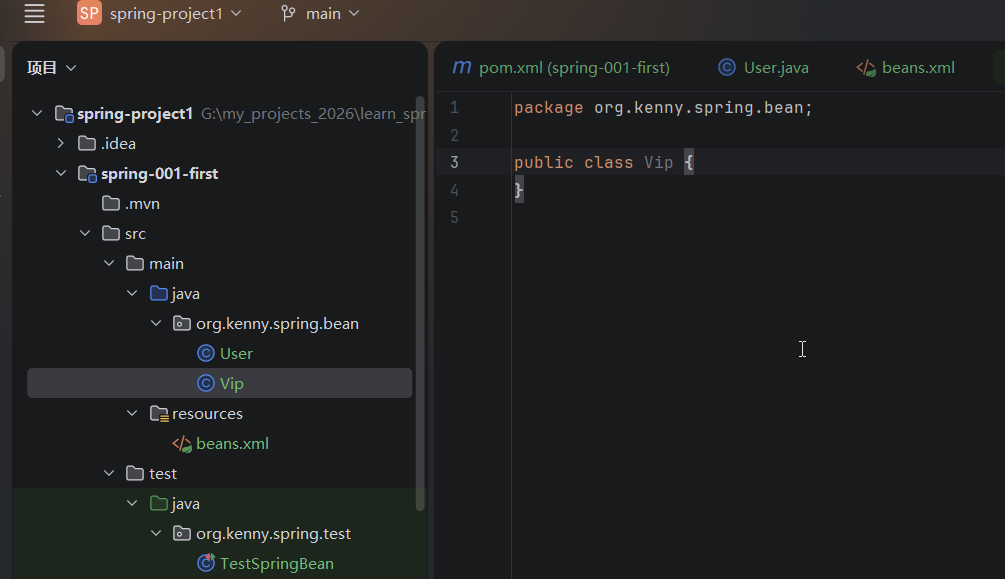 SP spring-project1 main
项目
spring-project1 G:\my_projects_2026\learn_spr
.idea
spring-001-first
.mvn
src
main
java
org.kenny.spring.bean
User
Vip
resources
beans.xml
test
java
org.kenny.spring.test
TestSpringBean
pom.xml (spring-001-first) User.java beans.xml
1 package org.kenny.spring.bean;
2
3 public class Vip {
4 }
5